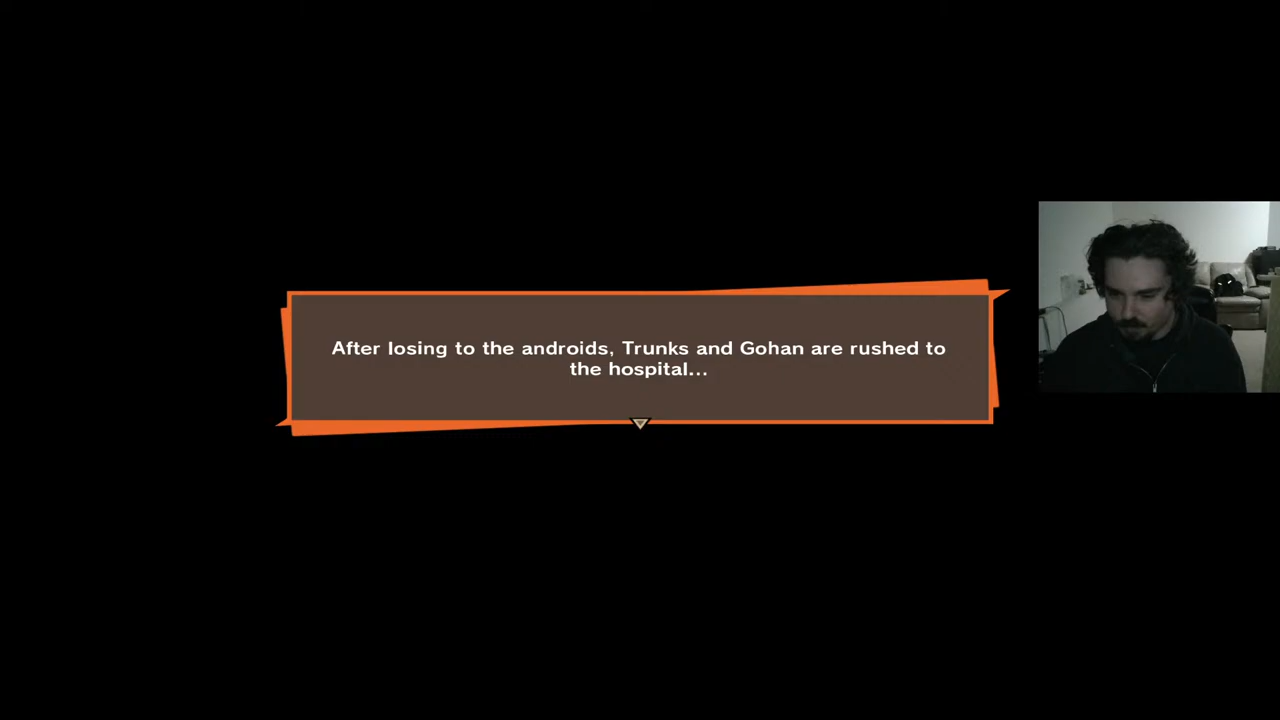 After losing to the androids, Trunks and Gohan are rushed to
the hospital...